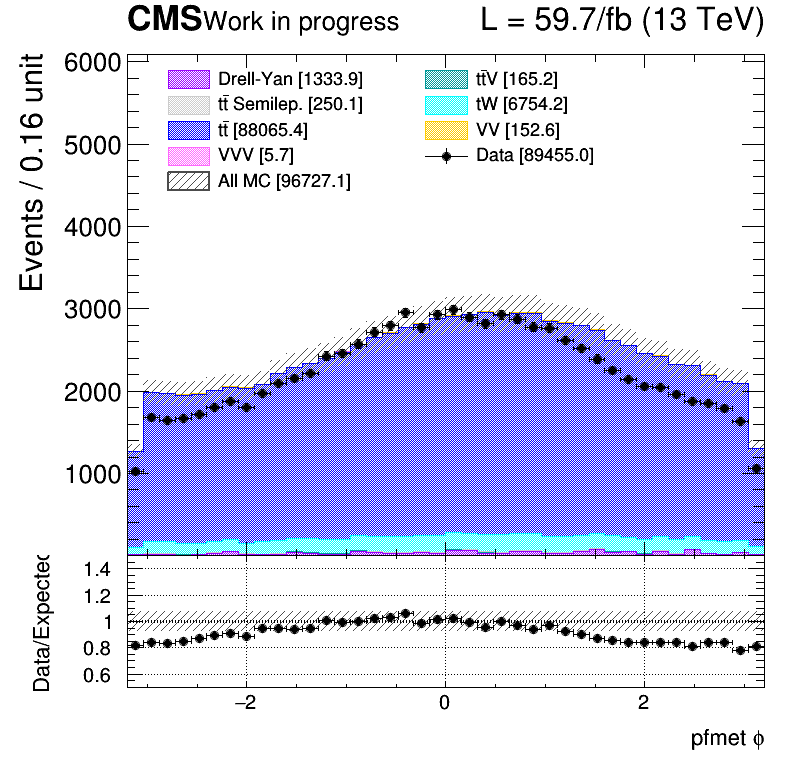 CMS Work in progress L = 59.7/fb (13 TeV)
Events / 0.16 unit
6000
5000
4000
3000
2000
1000
Drell-Yan [1333.9]
tt̄ Semilep. [250.1]
tt̄ [88065.4]
VVV [5.7]
All MC [96727.1]
tt̄V [165.2]
tW [6754.2]
VV [152.6]
Data [89455.0]
Data/Expected
1.4
1.2
1
0.8
0.6
−2 0 2
pfmet ϕ